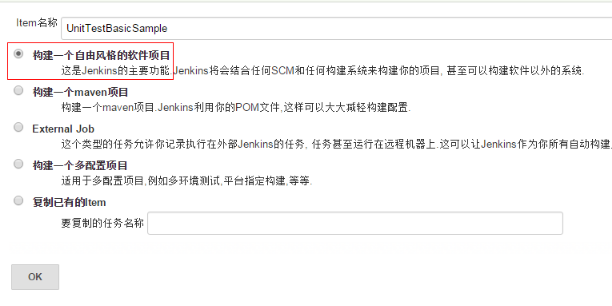 Item名称 UnitTestBasicSample
构建一个自由风格的软件项目
这是Jenkins的主要功能.Jenkins将会结合任何SCM和任何构建系统来构建你的项目, 甚至可以构建软件以外的系统.
构建一个maven项目
构建一个maven项目.Jenkins利用你的POM文件,这样可以大大减轻构建配置.
External Job
这个类型的任务允许你记录执行在外部Jenkins的任务, 任务甚至运行在远程机器上.这可以让Jenkins作为你所有自动构建
构建一个多配置项目
适用于多配置项目,例如多环境测试,平台指定构建,等等.
复制已有的Item
要复制的任务名称
OK